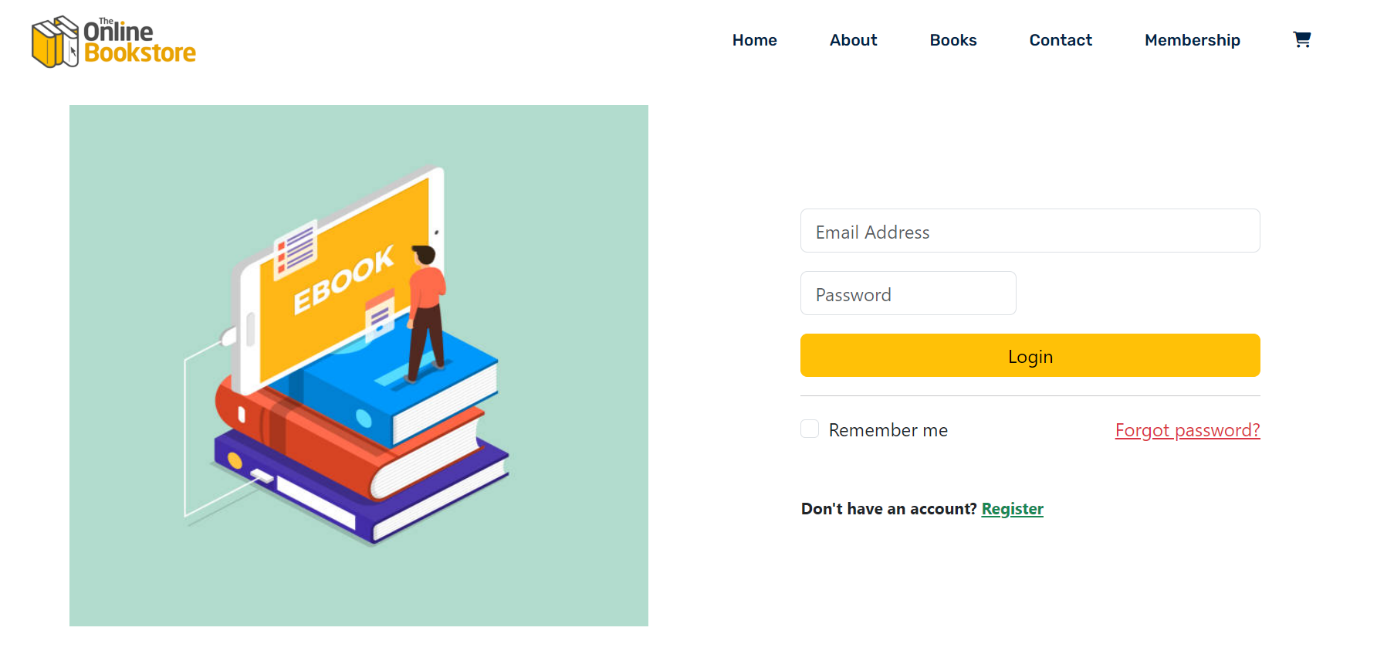 The
Online
Bookstore
Home About Books Contact Membership
EBOOK
Email Address
Password
Login
Remember me Forgot password?
Don't have an account? Register